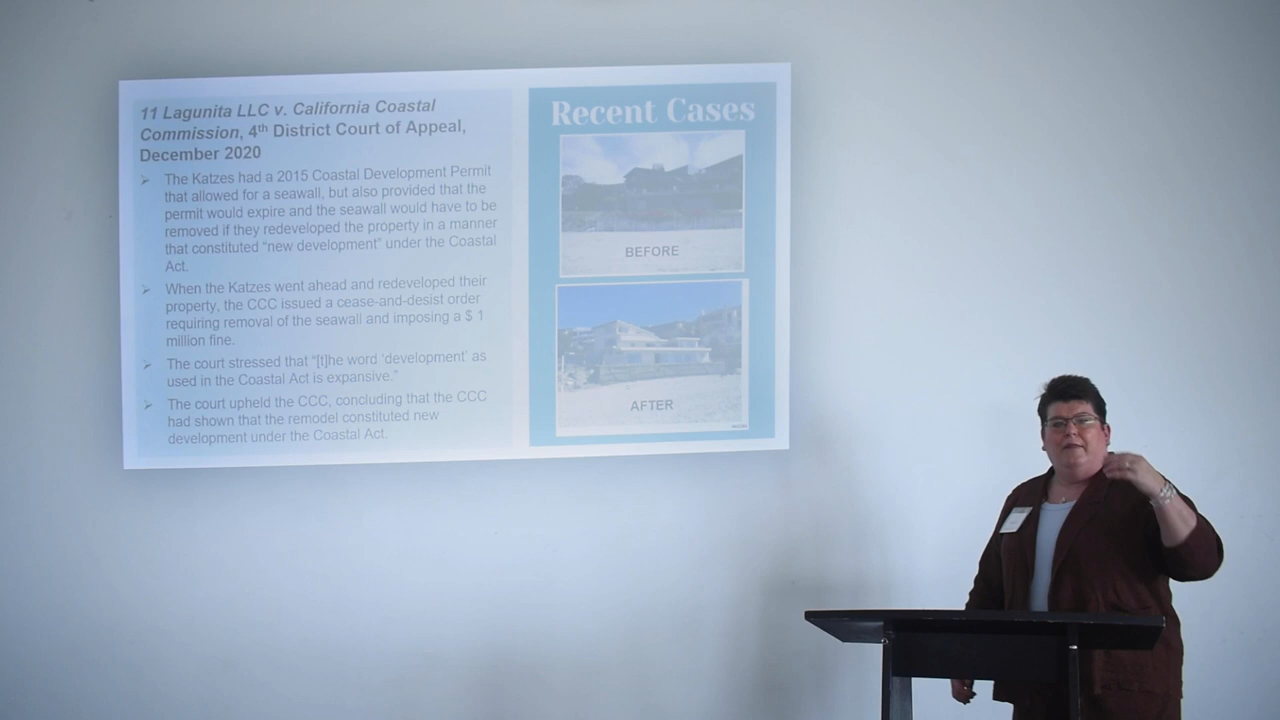 11 Lagunita LLC v. California Coastal
Commission, 4th District Court of Appeal,
December 2020
➢ The Katzes had a 2015 Coastal Development Permit
that allowed for a seawall, but also provided that the
permit would expire and the seawall would have to be
removed if they redeveloped the property in a manner
that constituted “new development” under the Coastal
Act.
➢ When the Katzes went ahead and redeveloped their
property, the CCC issued a cease-and-desist order
requiring removal of the seawall and imposing a $ 1
million fine.
➢ The court stressed that “[t]he word ‘development’ as
used in the Coastal Act is expansive.”
➢ The court upheld the CCC, concluding that the CCC
had shown that the remodel constituted new
development under the Coastal Act.
Recent Cases
BEFORE
AFTER